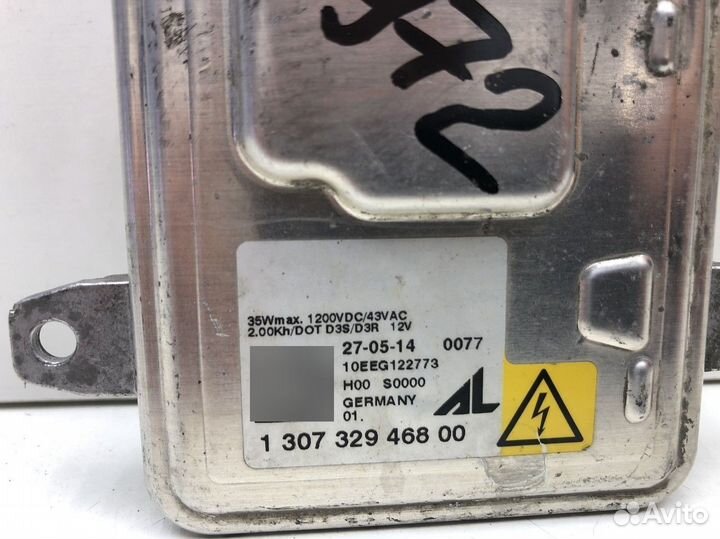 972
35Wmax. 1200VDC/43VAC
2.00Kh/DOT D3S/D3R 12V
27-05-14 0077
10EEG122773
H00 S0000
GERMANY
01.
AL
1 307 329 468 00
Avito